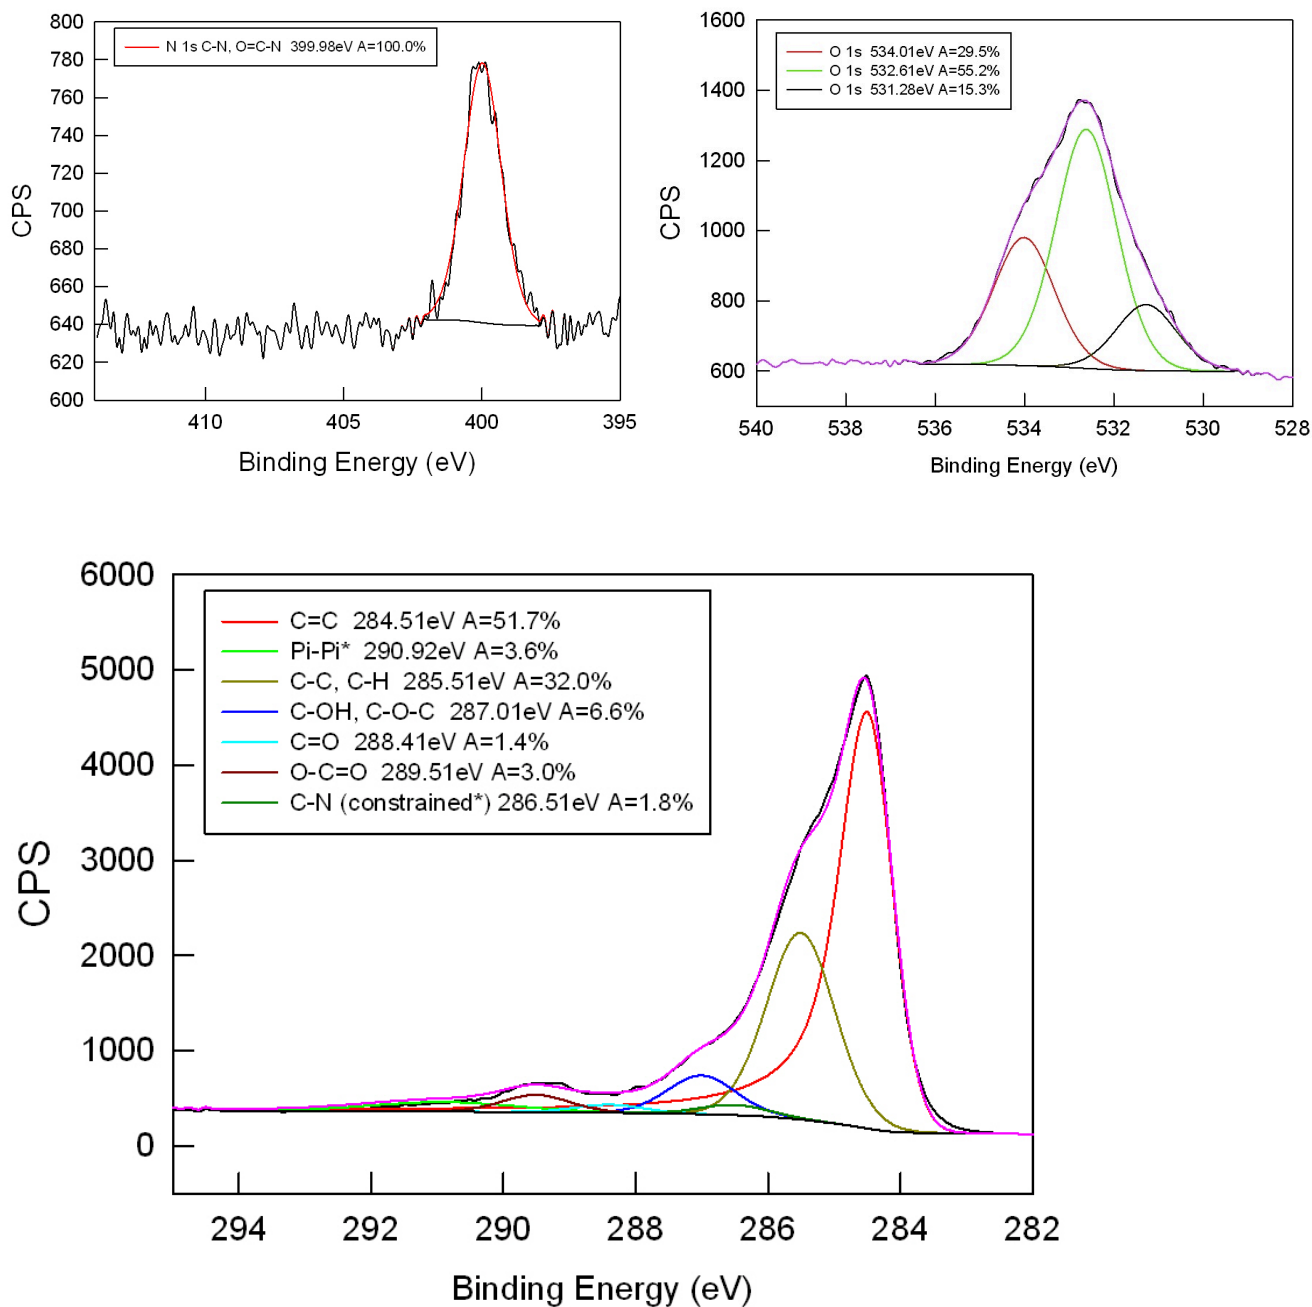 800
780
760
740
720
700
680
660
640
620
600
CPS
N 1s C-N, O=C-N 399.98eV A=100.0%
410 405 400 395
Binding Energy (eV)
1600
1400
1200
1000
800
600
CPS
O 1s 534.01eV A=29.5%
O 1s 532.61eV A=55.2%
O 1s 531.28eV A=15.3%
540 538 536 534 532 530 528
Binding Energy (eV)
6000
5000
4000
3000
2000
1000
0
CPS
C=C 284.51eV A=51.7%
Pi-Pi* 290.92eV A=3.6%
C-C, C-H 285.51eV A=32.0%
C-OH, C-O-C 287.01eV A=6.6%
C=O 288.41eV A=1.4%
O-C=O 289.51eV A=3.0%
C-N (constrained*) 286.51eV A=1.8%
294 292 290 288 286 284 282
Binding Energy (eV)